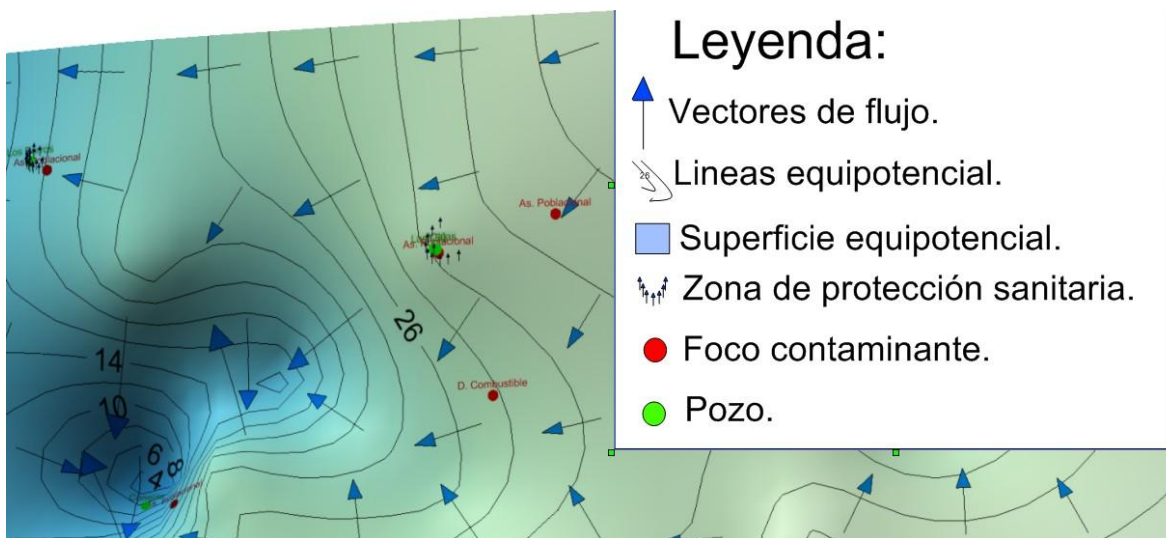 Leyenda:
Vectores de flujo.
26
Lineas equipotencial.
Superficie equipotencial.
Zona de protección sanitaria.
Foco contaminante.
Pozo.
As. Poblacional
As.
26
D. Combustible
14
10
6
4
8